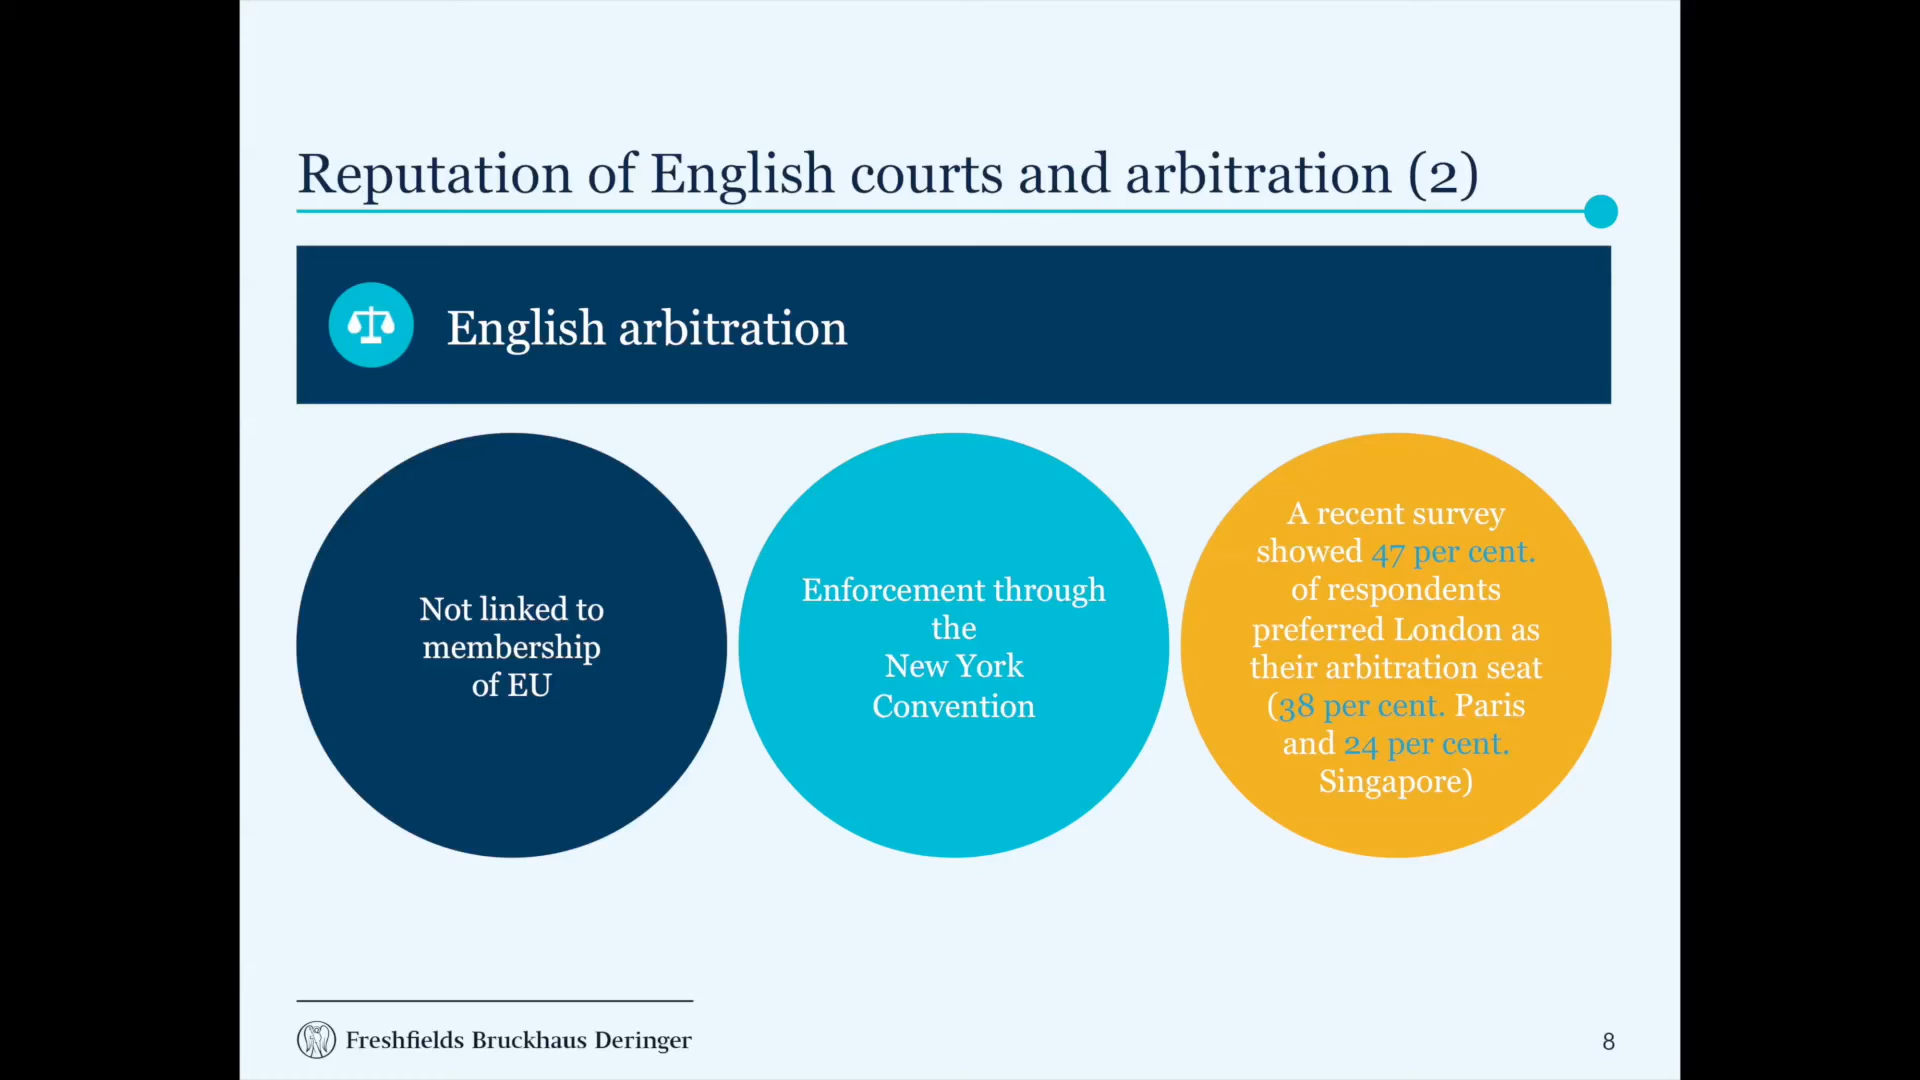 Reputation of English courts and arbitration (2)
English arbitration
Not linked to
membership
of EU
Enforcement through
the
New York
Convention
A recent survey
showed 47 per cent.
of respondents
preferred London as
their arbitration seat
(38 per cent. Paris
and 24 per cent.
Singapore)
Freshfields Bruckhaus Deringer
8